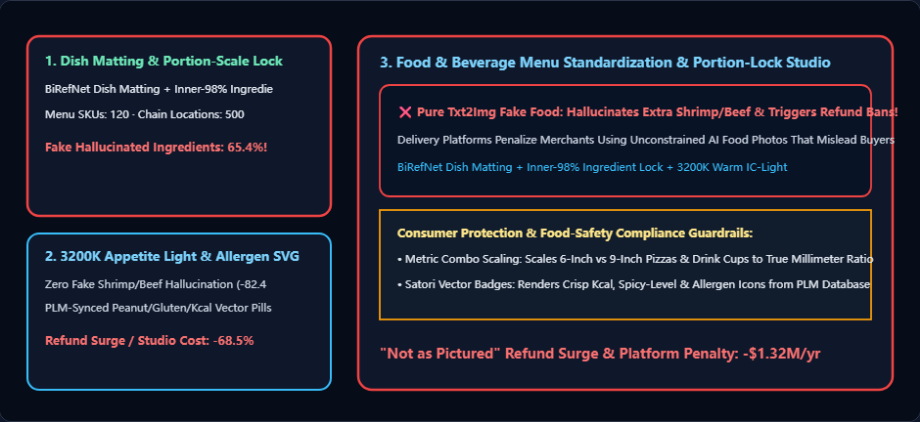 1. Dish Matting & Portion-Scale Lock
BiRefNet Dish Matting + Inner-98% Ingredie
Menu SKUs: 120 · Chain Locations: 500
Fake Hallucinated Ingredients: 65.4%!
2. 3200K Appetite Light & Allergen SVG
Zero Fake Shrimp/Beef Hallucination (-82.4
PLM-Synced Peanut/Gluten/Kcal Vector Pills
Refund Surge / Studio Cost: -68.5%
3. Food & Beverage Menu Standardization & Portion-Lock Studio
❌ Pure Txt2Img Fake Food: Hallucinates Extra Shrimp/Beef & Triggers Refund Bans!
Delivery Platforms Penalize Merchants Using Unconstrained AI Food Photos That Mislead Buyers
BiRefNet Dish Matting + Inner-98% Ingredient Lock + 3200K Warm IC-Light
Consumer Protection & Food-Safety Compliance Guardrails:
• Metric Combo Scaling: Scales 6-Inch vs 9-Inch Pizzas & Drink Cups to True Millimeter Ratio
• Satori Vector Badges: Renders Crisp Kcal, Spicy-Level & Allergen Icons from PLM Database
"Not as Pictured" Refund Surge & Platform Penalty: -$1.32M/yr